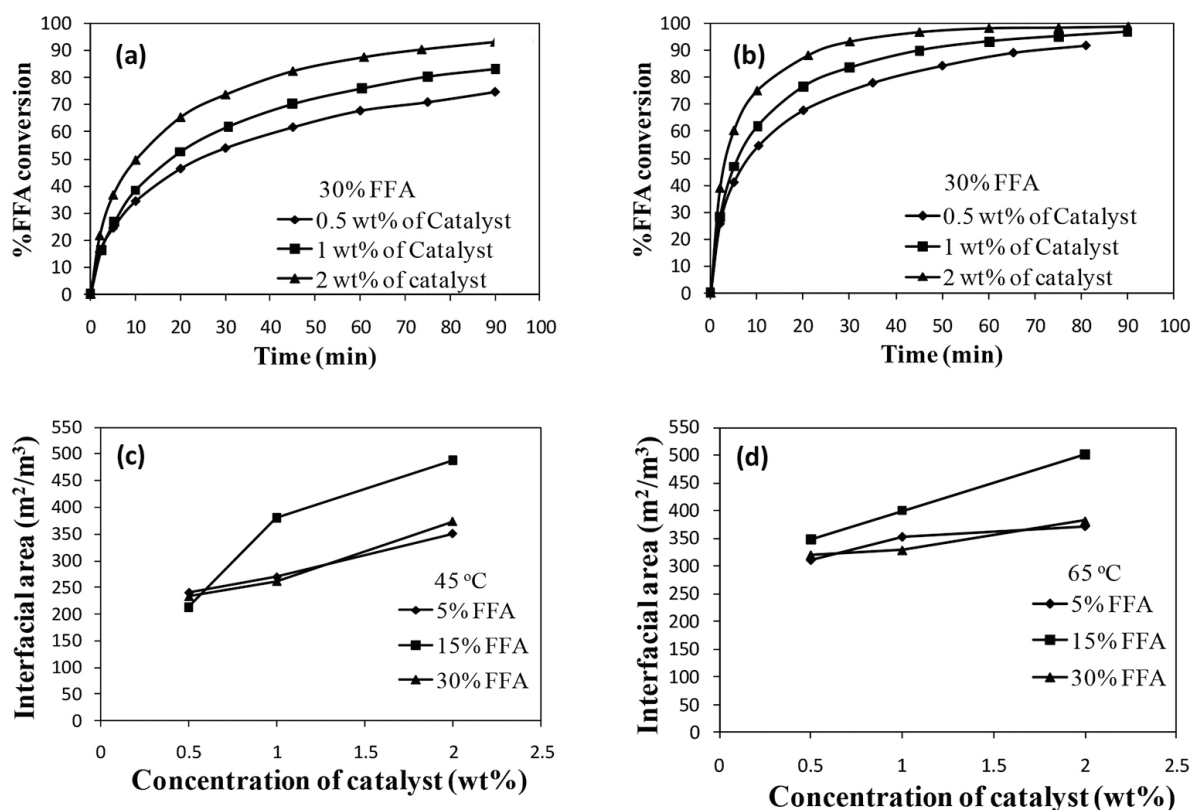 (a)
%FFA conversion
100
90
80
70
60
50
40
30
20
10
0
30% FFA
0.5 wt% of Catalyst
1 wt% of Catalyst
2 wt% of catalyst
0 10 20 30 40 50 60 70 80 90 100
Time (min)
(b)
%FFA conversion
100
90
80
70
60
50
40
30
20
10
0
30% FFA
0.5 wt% of Catalyst
1 wt% of Catalyst
2 wt% of catalyst
0 10 20 30 40 50 60 70 80 90 100
Time (min)
(c)
Interfacial area (m²/m³)
550
500
450
400
350
300
250
200
150
100
50
0
45 °C
5% FFA
15% FFA
30% FFA
0 0.5 1 1.5 2 2.5
Concentration of catalyst (wt%)
(d)
Interfacial area (m²/m³)
550
500
450
400
350
300
250
200
150
100
50
0
65 °C
5% FFA
15% FFA
30% FFA
0 0.5 1 1.5 2 2.5
Concentration of catalyst (wt%)